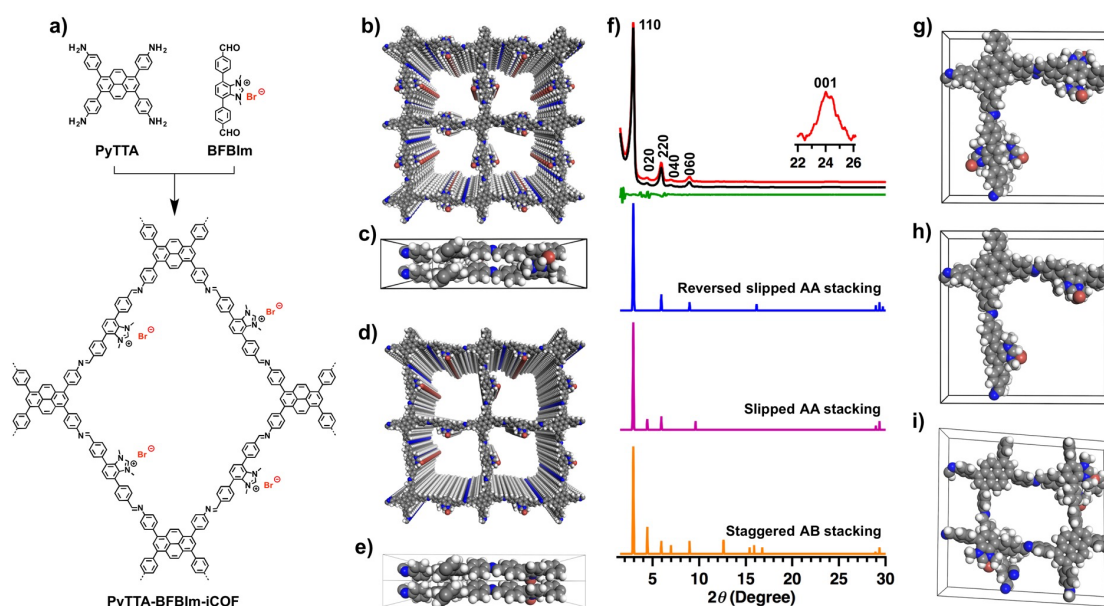 a)
H₂N
NH₂
H₂N
NH₂
PyTTA
CHO
N
N
⊕
Br ⊖
CHO
BFBIm
N
N
N
N
⊕
Br ⊖
N
N
⊕
Br ⊖
N
N
N
N
N
N
⊕
Br ⊖
N
N
⊕
Br ⊖
N
N
PyTTA-BFBIm-iCOF
b)
c)
d)
e)
f)
110
020
220
040
060
001
22 24 26
Reversed slipped AA stacking
Slipped AA stacking
Staggered AB stacking
5 10 15 20 25 30
2θ (Degree)
g)
h)
i)